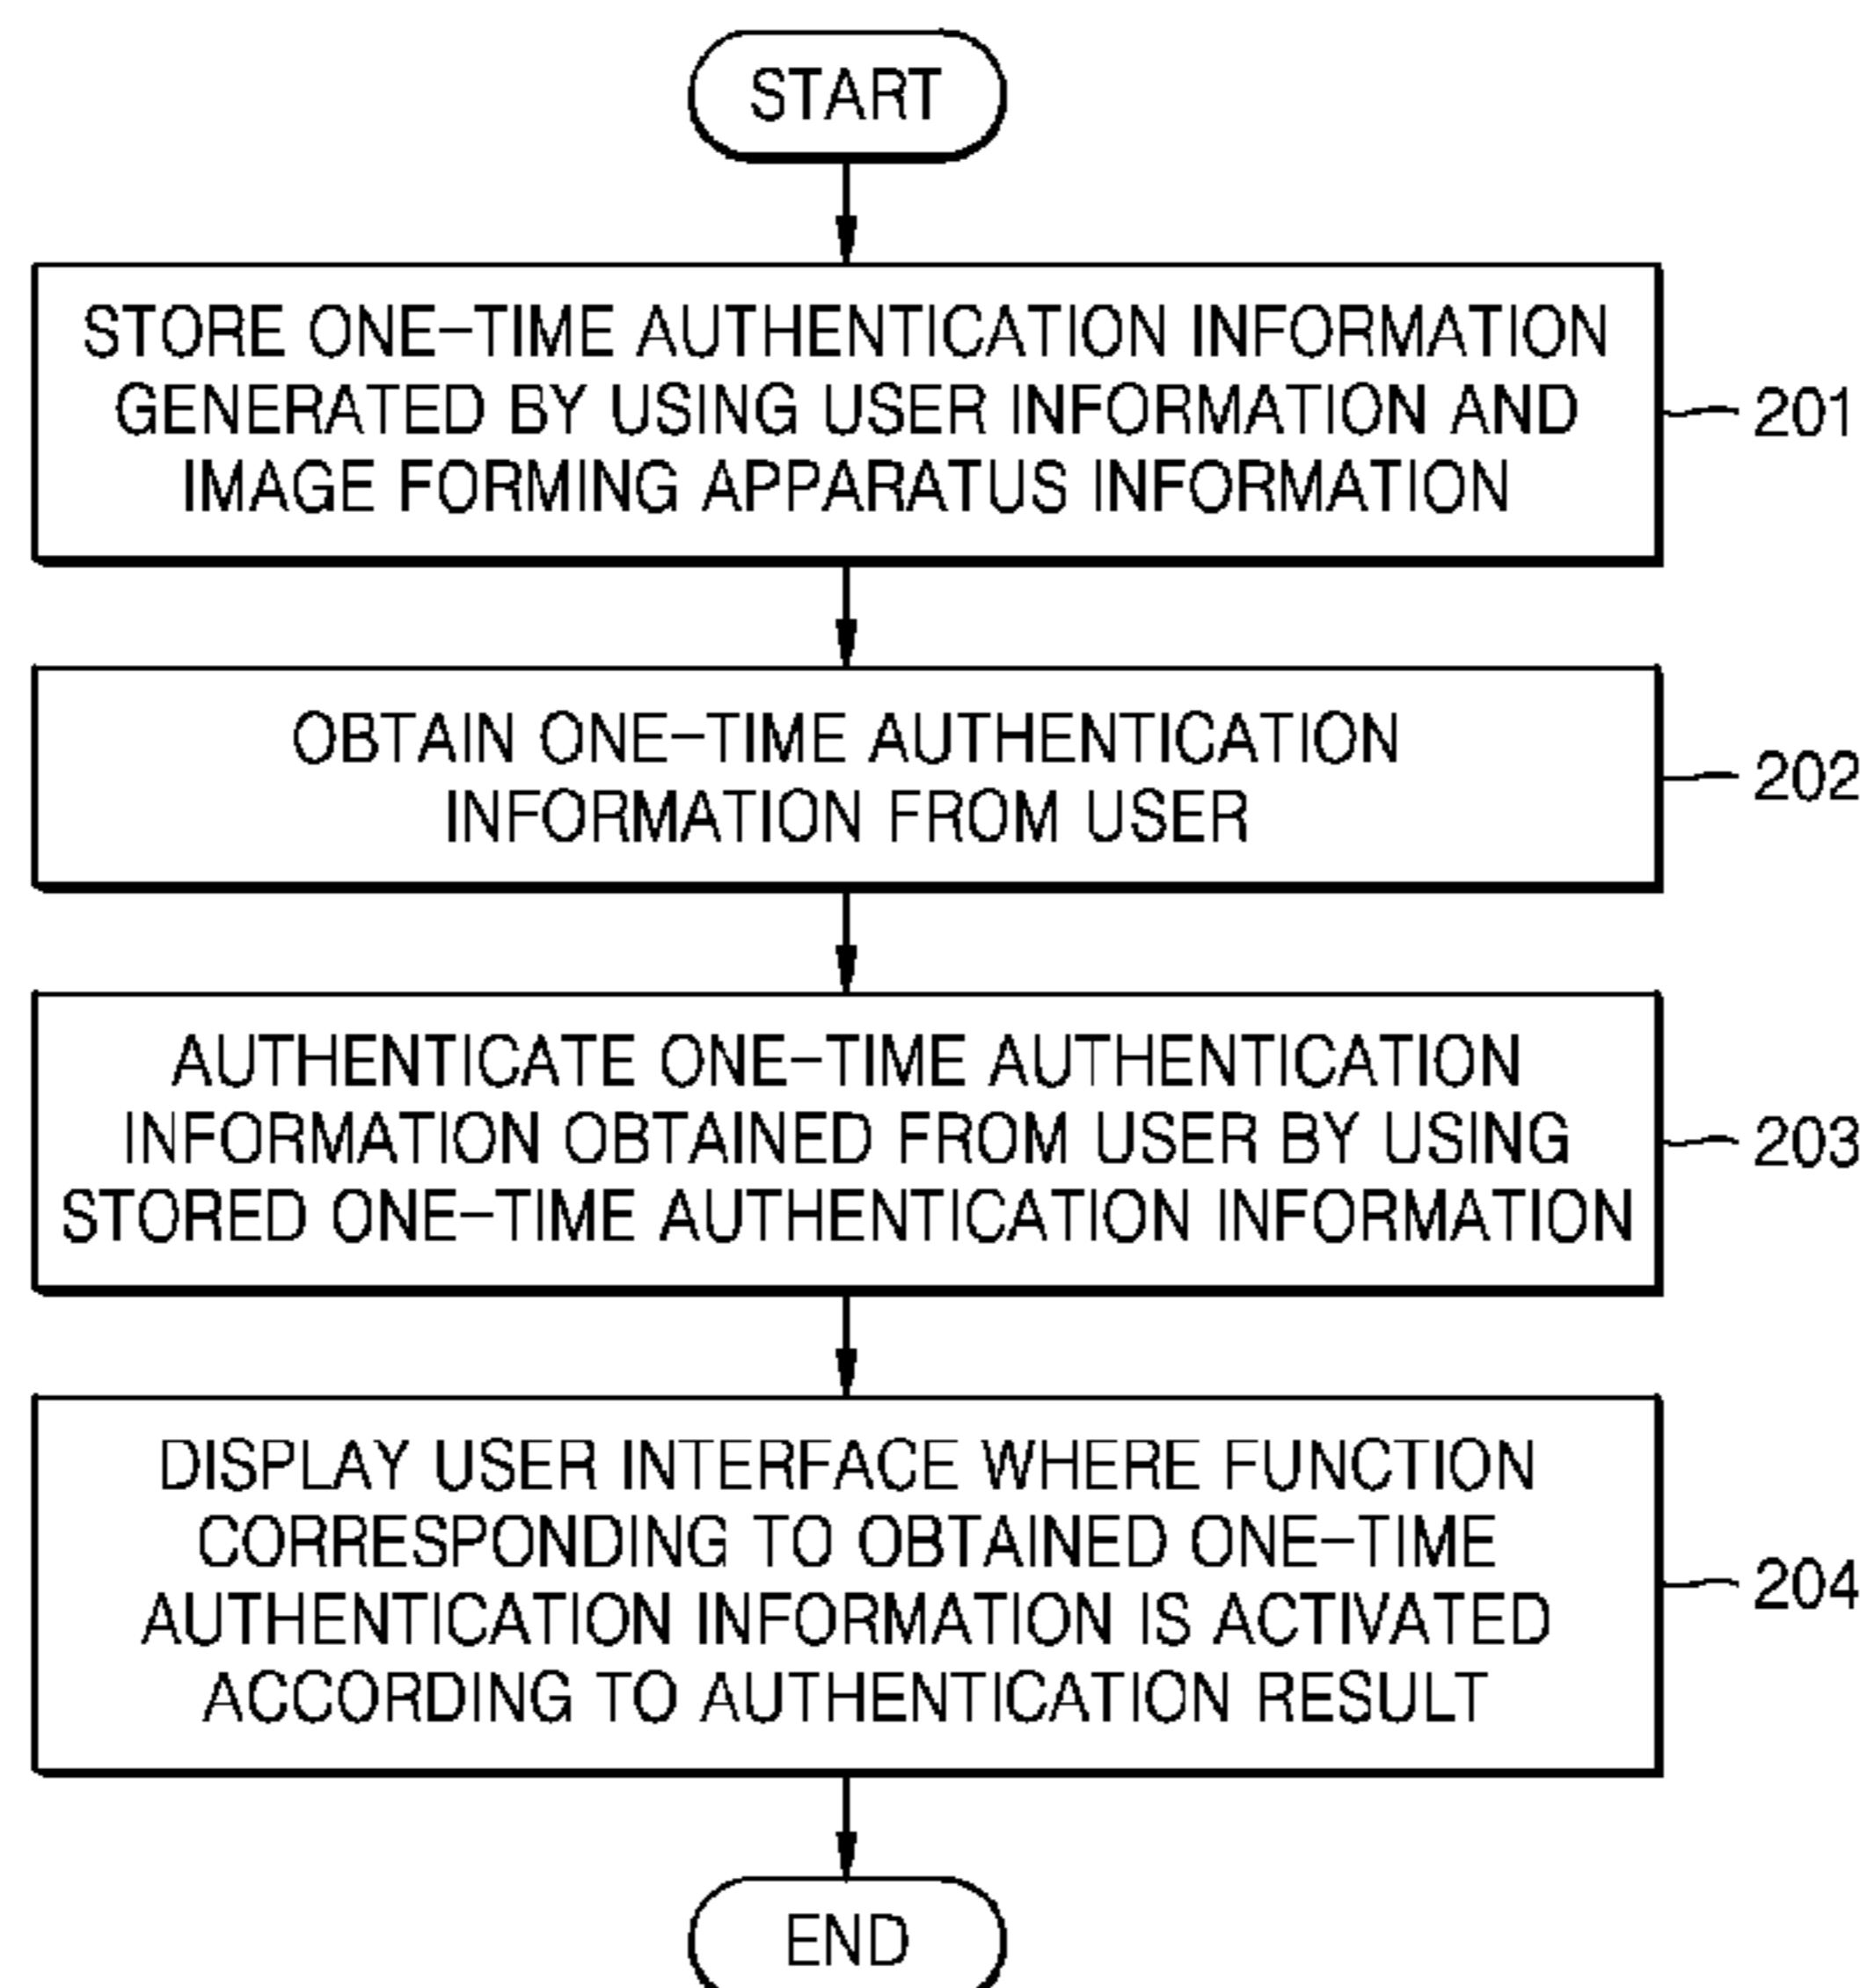 START
STORE ONE-TIME AUTHENTICATION INFORMATION
GENERATED BY USING USER INFORMATION AND
IMAGE FORMING APPARATUS INFORMATION
201
OBTAIN ONE-TIME AUTHENTICATION
INFORMATION FROM USER
202
AUTHENTICATE ONE-TIME AUTHENTICATION
INFORMATION OBTAINED FROM USER BY USING
STORED ONE-TIME AUTHENTICATION INFORMATION
203
DISPLAY USER INTERFACE WHERE FUNCTION
CORRESPONDING TO OBTAINED ONE-TIME
AUTHENTICATION INFORMATION IS ACTIVATED
ACCORDING TO AUTHENTICATION RESULT
204
END